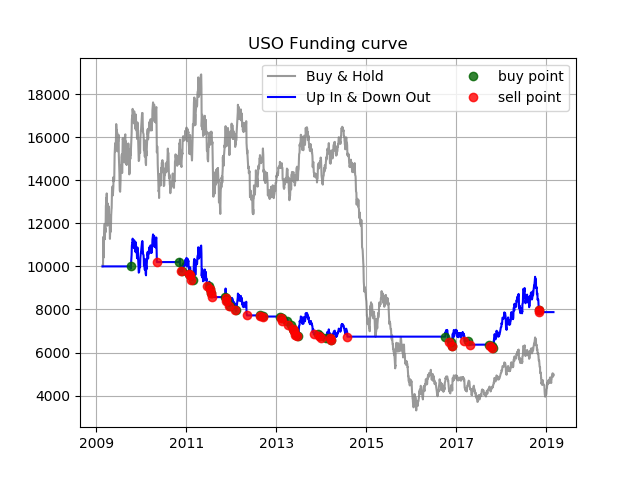 USO Funding curve
Buy & Hold
Up In & Down Out
buy point
sell point
18000
16000
14000
12000
10000
8000
6000
4000
2009 2011 2013 2015 2017 2019